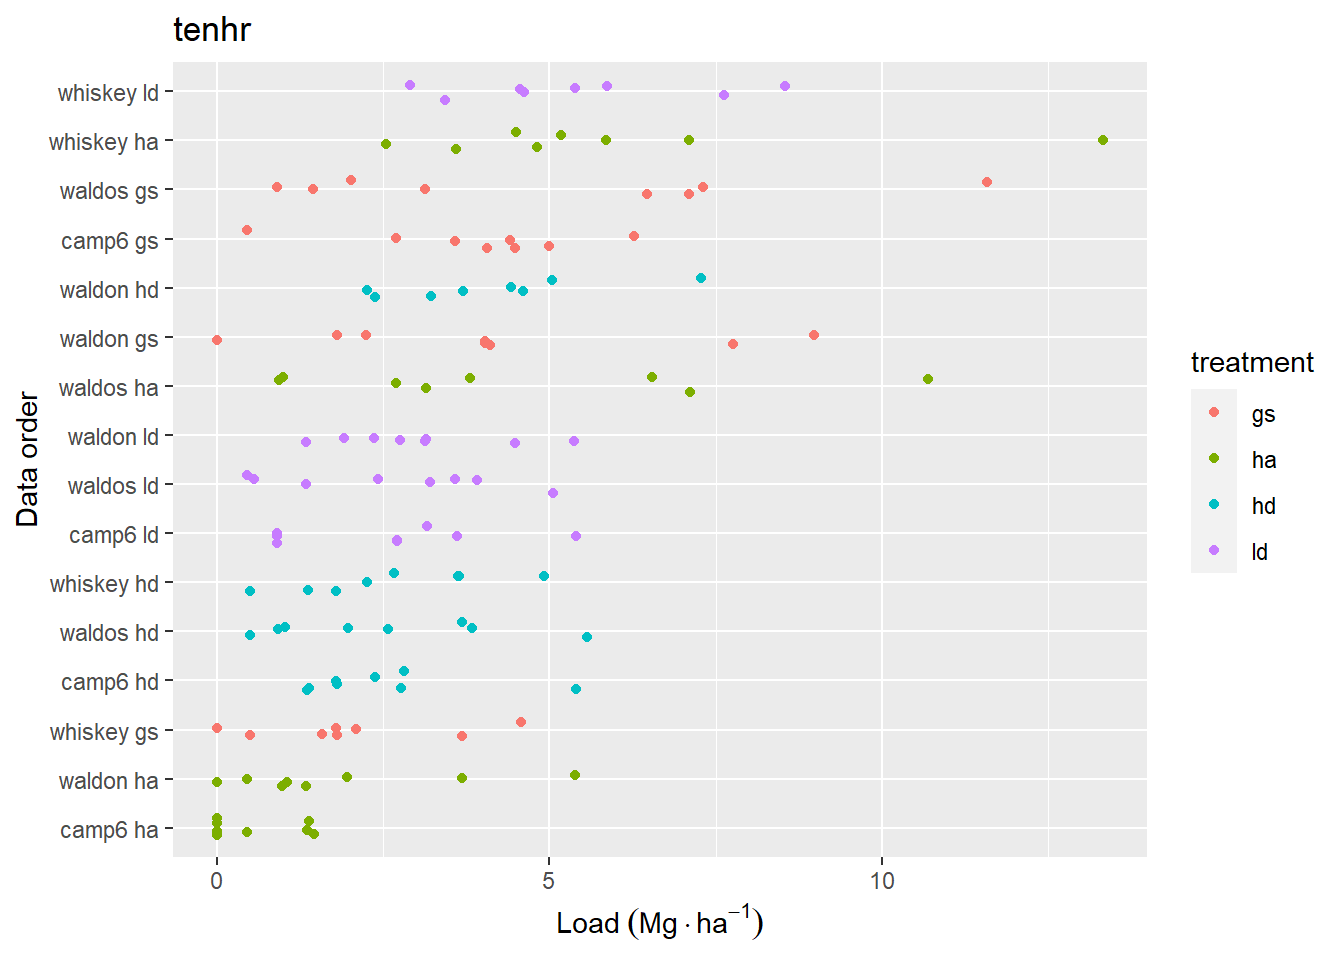 tenhr
whiskey ld
whiskey ha
waldos gs
camp6 gs
waldon hd
waldon gs
waldos ha
waldon ld
waldos ld
camp6 ld
whiskey hd
waldos hd
camp6 hd
whiskey gs
waldon ha
camp6 ha
Data order
0 5 10
Load (Mg · ha⁻¹)
treatment
gs
ha
hd
ld